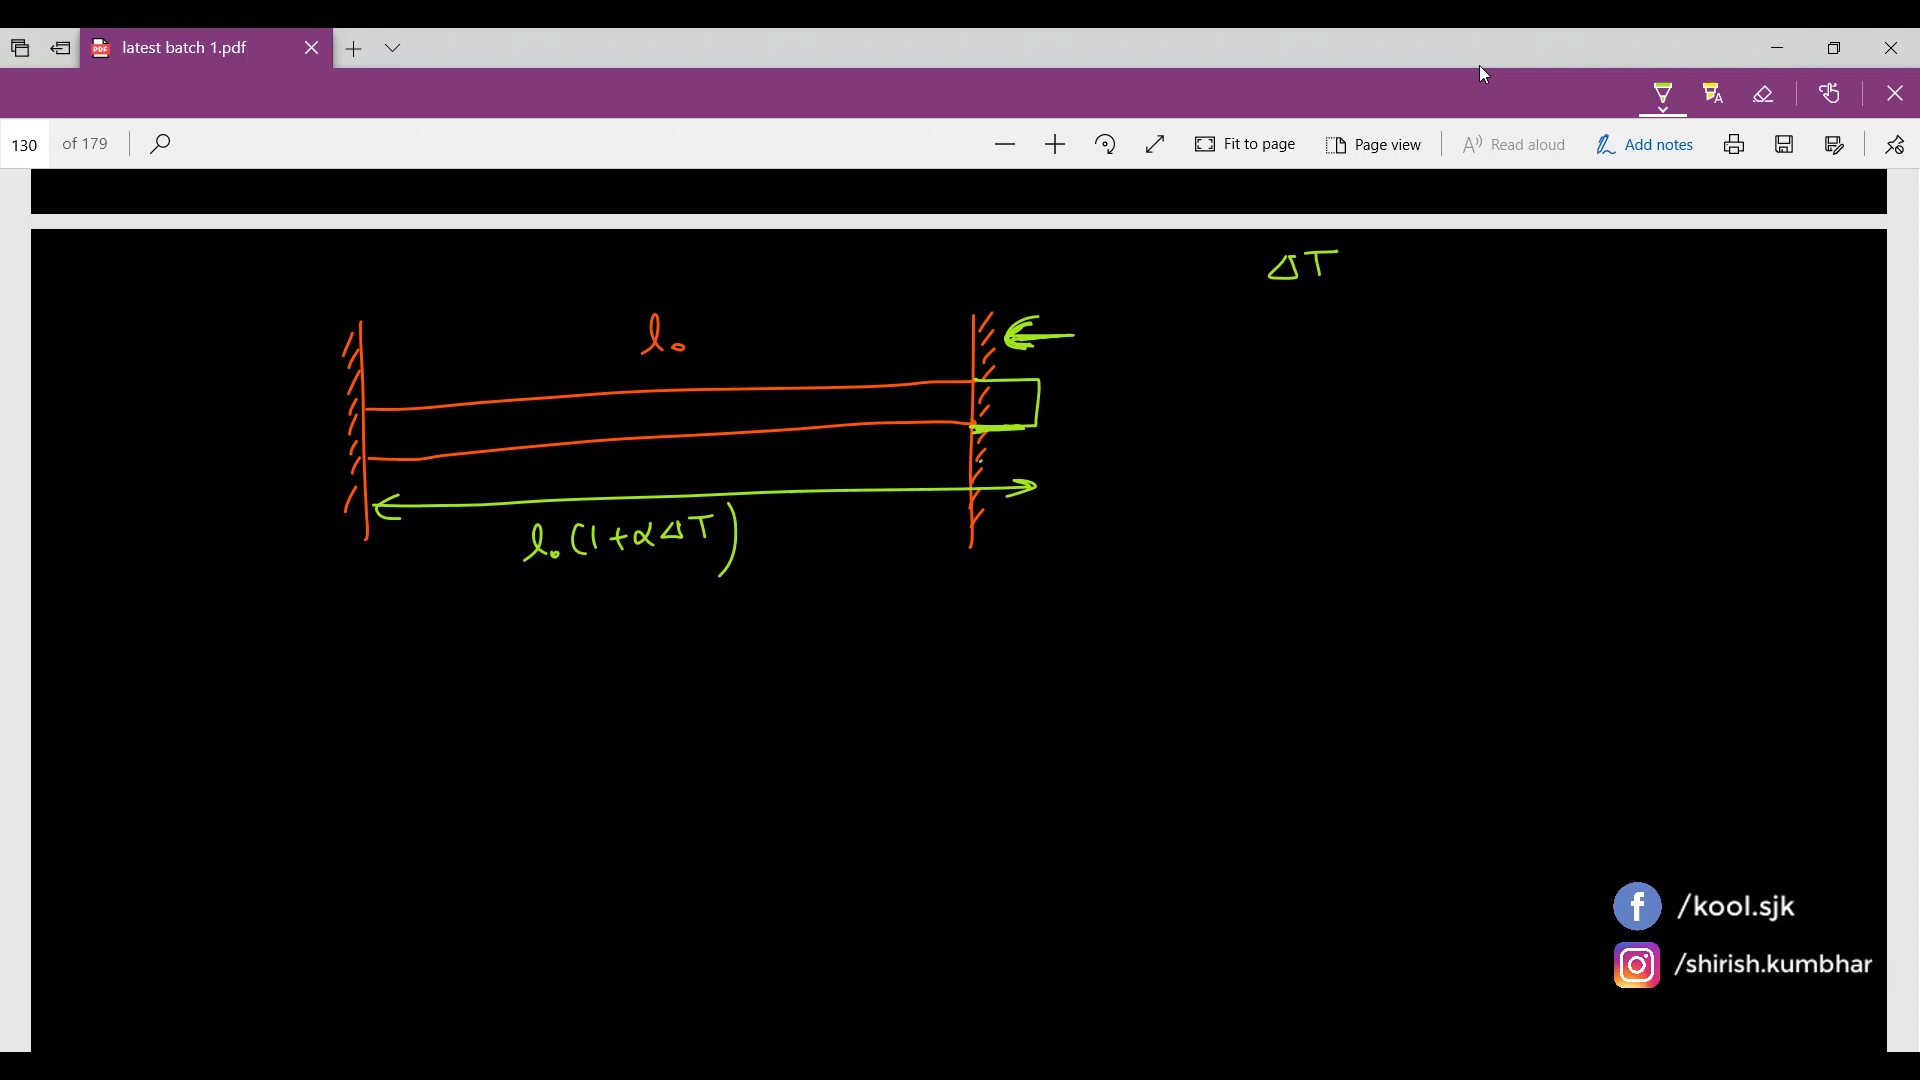 latest batch 1.pdf
130 of 179
Fit to page
Page view
Read aloud
Add notes
ΔT
l₀
l₀(1+αΔT)
/kool.sjk
/shirish.kumbhar